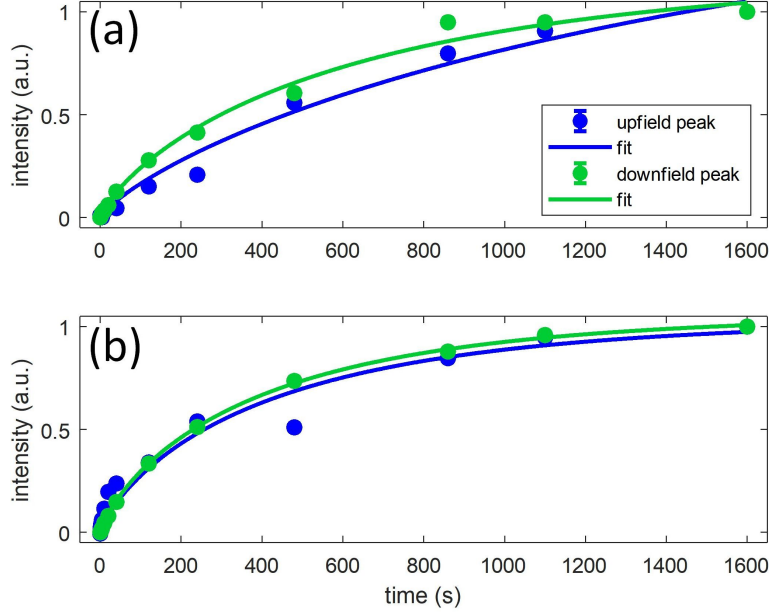 (a)
1
0.5
0
intensity (a.u.)
upfield peak
fit
downfield peak
fit
0 200 400 600 800 1000 1200 1400 1600
(b)
1
0.5
0
intensity (a.u.)
0 200 400 600 800 1000 1200 1400 1600
time (s)